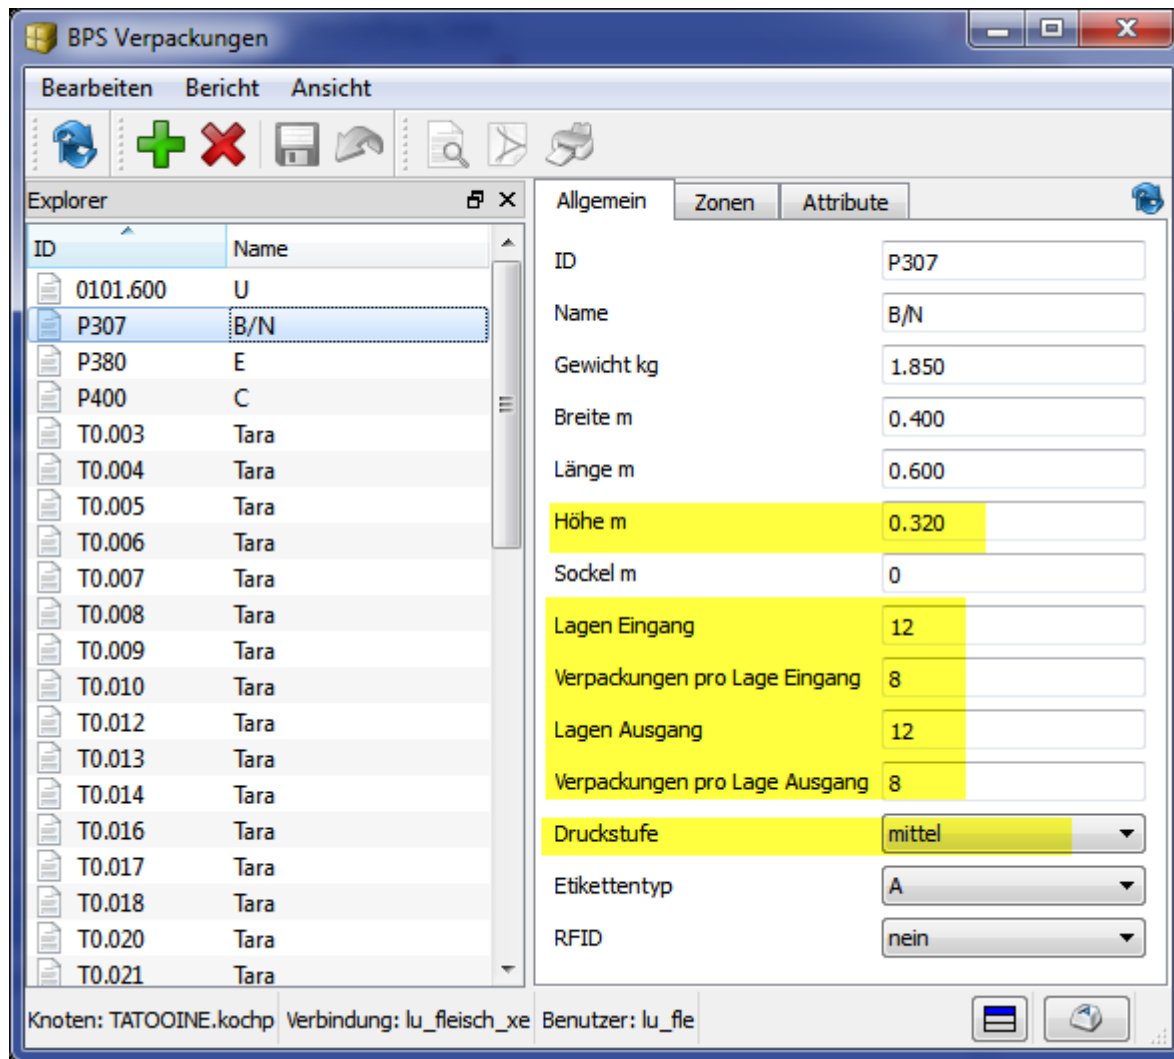 BPS Verpackungen
Bearbeiten Bericht Ansicht
Explorer
ID Name
0101.600 U
P307 B/N
P380 E
P400 C
T0.003 Tara
T0.004 Tara
T0.005 Tara
T0.006 Tara
T0.007 Tara
T0.008 Tara
T0.009 Tara
T0.010 Tara
T0.012 Tara
T0.013 Tara
T0.014 Tara
T0.016 Tara
T0.017 Tara
T0.018 Tara
T0.020 Tara
T0.021 Tara
Allgemein Zonen Attribute
ID P307
Name B/N
Gewicht kg 1.850
Breite m 0.400
Länge m 0.600
Höhe m 0.320
Sockel m 0
Lagen Eingang 12
Verpackungen pro Lage Eingang 8
Lagen Ausgang 12
Verpackungen pro Lage Ausgang 8
Druckstufe mittel
Etikettentyp A
RFID nein
Knoten: TATOOINE.kochp Verbindung: lu_fleisch_xe Benutzer: lu_fle